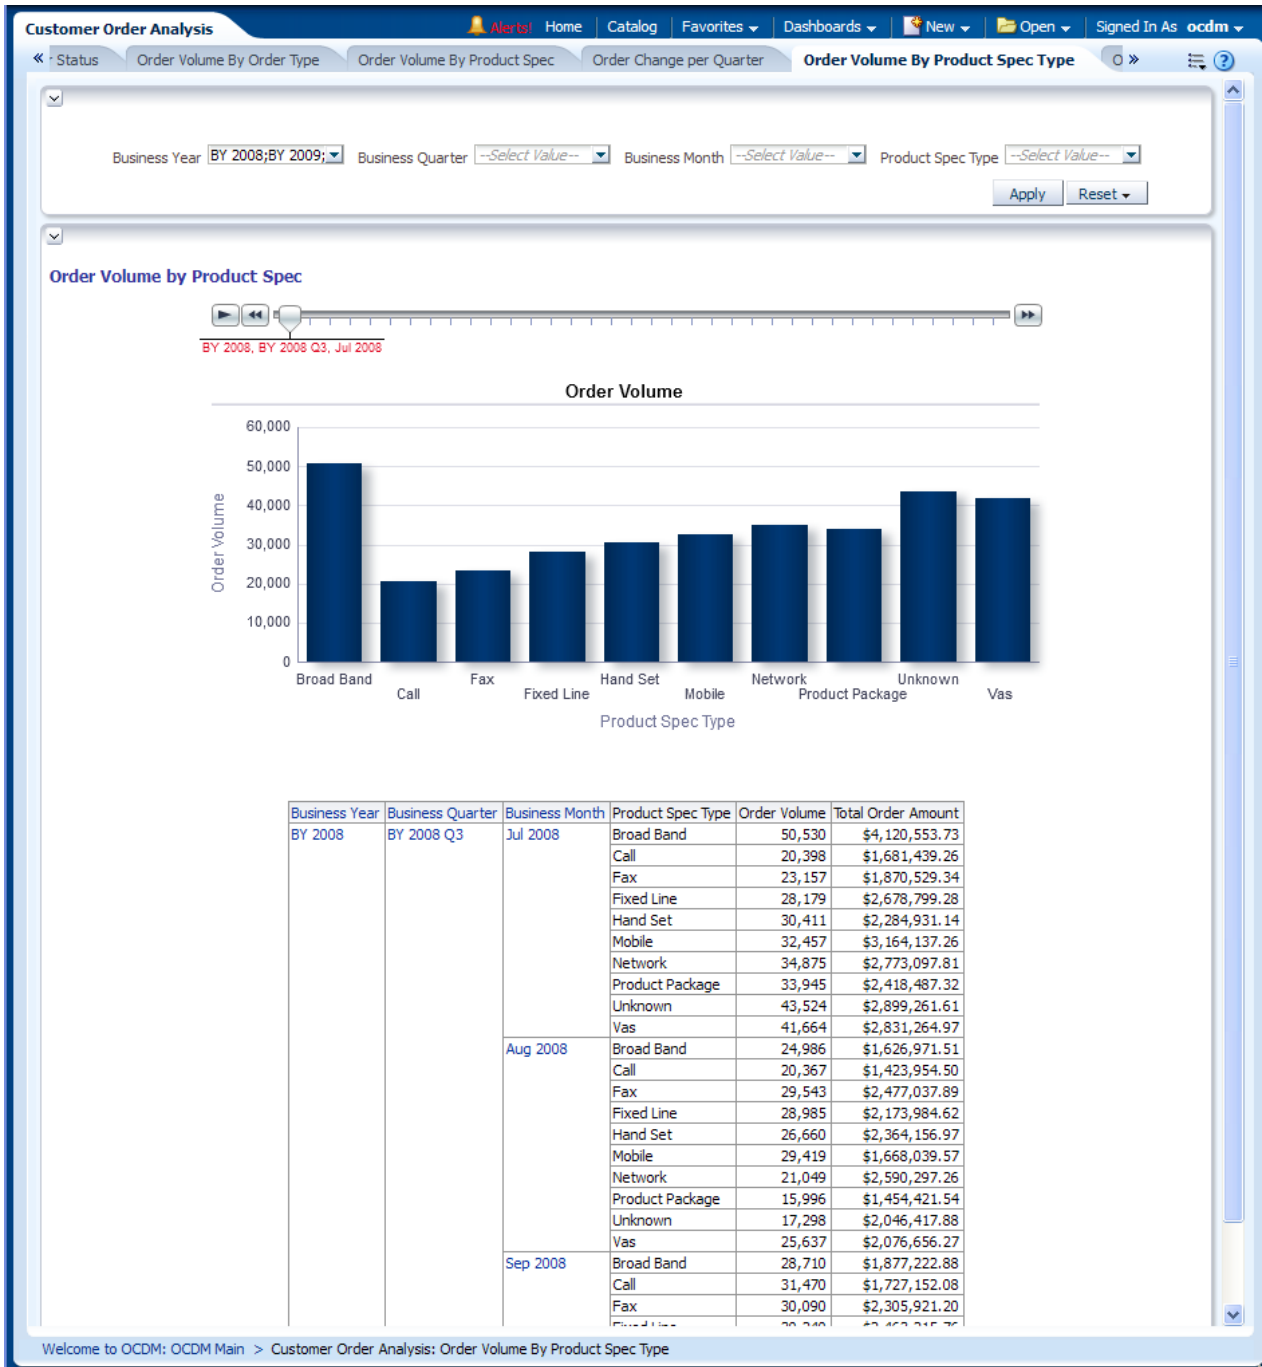 Customer Order Analysis
Alerts! Home Catalog Favorites Dashboards New Open Signed In As ocdm
« Status Order Volume By Order Type Order Volume By Product Spec Order Change per Quarter Order Volume By Product Spec Type O »
Business Year BY 2008;BY 2009; Business Quarter --Select Value-- Business Month --Select Value-- Product Spec Type --Select Value--
Apply Reset
Order Volume by Product Spec
BY 2008, BY 2008 Q3, Jul 2008
Order Volume
60,000
50,000
40,000
30,000
20,000
10,000
0
Order Volume
Broad Band Call Fax Fixed Line Hand Set Mobile Network Product Package Unknown Vas
Product Spec Type
Business Year Business Quarter Business Month Product Spec Type Order Volume Total Order Amount
BY 2008 BY 2008 Q3 Jul 2008 Broad Band 50,530 $4,120,553.73
Call 20,398 $1,681,439.26
Fax 23,157 $1,870,529.34
Fixed Line 28,179 $2,678,799.28
Hand Set 30,411 $2,284,931.14
Mobile 32,457 $3,164,137.26
Network 34,875 $2,773,097.81
Product Package 33,945 $2,418,487.32
Unknown 43,524 $2,899,261.61
Vas 41,664 $2,831,264.97
Aug 2008 Broad Band 24,986 $1,626,971.51
Call 20,367 $1,423,954.50
Fax 29,543 $2,477,037.89
Fixed Line 28,985 $2,173,984.62
Hand Set 26,660 $2,364,156.97
Mobile 29,419 $1,668,039.57
Network 21,049 $2,590,297.26
Product Package 15,996 $1,454,421.54
Unknown 17,298 $2,046,417.88
Vas 25,637 $2,076,656.27
Sep 2008 Broad Band 28,710 $1,877,222.88
Call 31,470 $1,727,152.08
Fax 30,090 $2,305,921.20
Fixed Line
Welcome to OCDM: OCDM Main > Customer Order Analysis: Order Volume By Product Spec Type